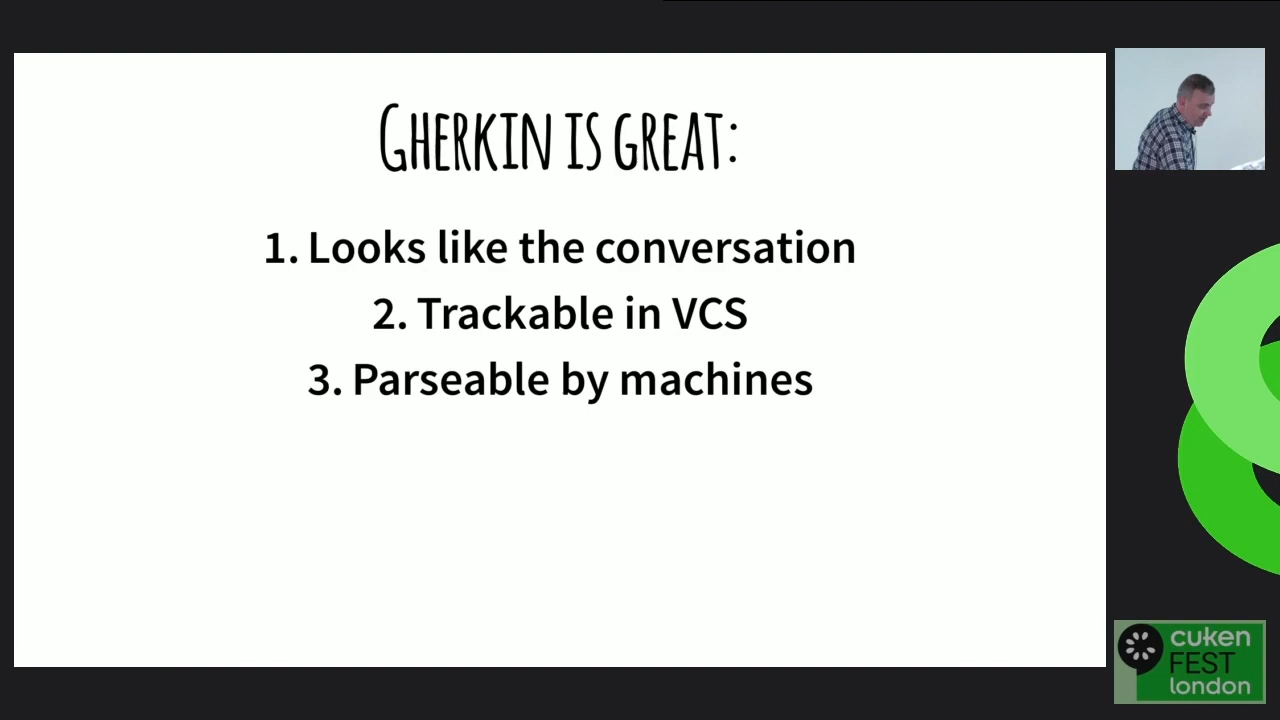 Gherkin is great:
1. Looks like the conversation
2. Trackable in VCS
3. Parseable by machines
cuken
FEST
london